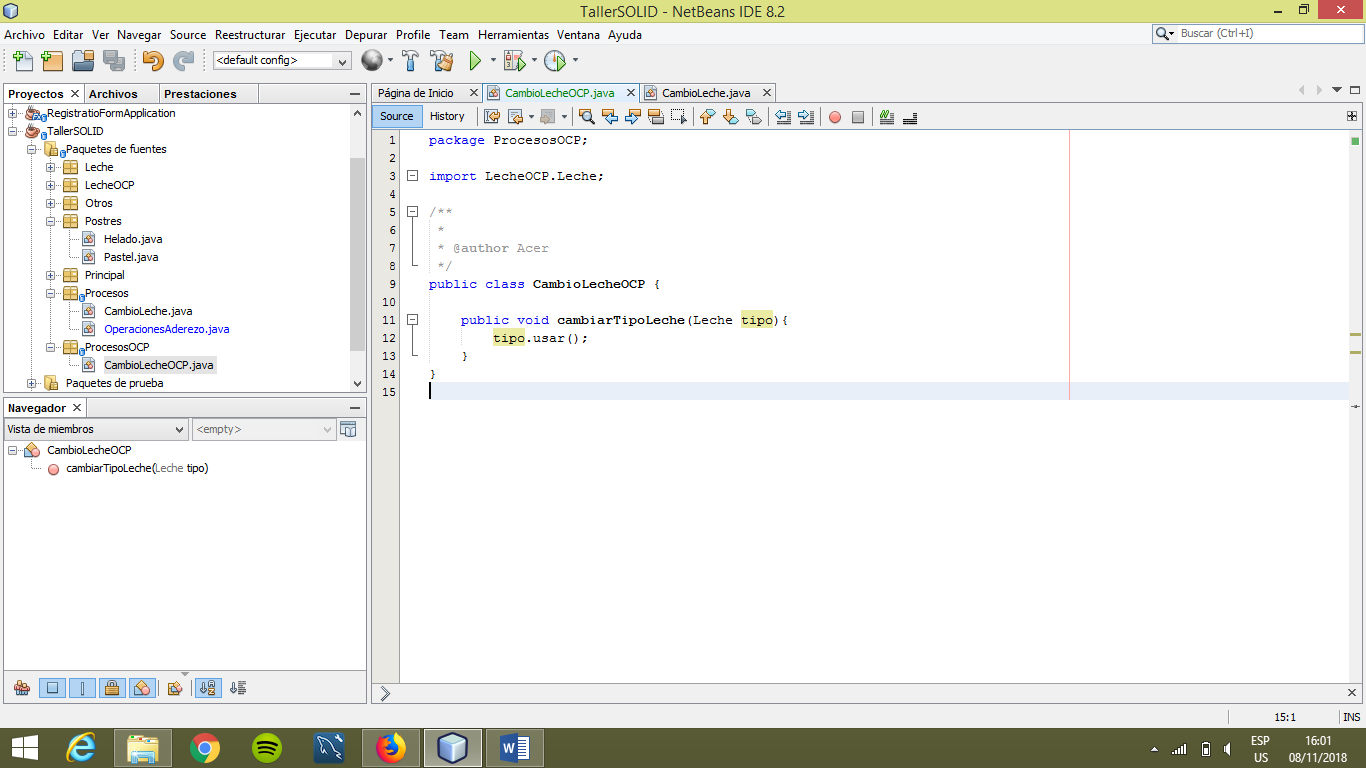 TallerSOLID - NetBeans IDE 8.2
Archivo Editar Ver Navegar Source Reestructurar Ejecutar Depurar Profile Team Herramientas Ventana Ayuda
Buscar (Ctrl+I)
<default config>
Proyectos Archivos Prestaciones
RegistratioFormApplication
TallerSOLID
Paquetes de fuentes
Leche
LecheOCP
Otros
Postres
Helado.java
Pastel.java
Principal
Procesos
CambioLeche.java
OperacionesAderezo.java
ProcesosOCP
CambioLecheOCP.java
Paquetes de prueba
Navegador
Vista de miembros <empty>
CambioLecheOCP
cambiarTipoLeche(Leche tipo)
Página de Inicio CambioLecheOCP.java CambioLeche.java
Source History
1 package ProcesosOCP;
2
3 import LecheOCP.Leche;
4
5 /**
6 *
7 * @author Acer
8 */
9 public class CambioLecheOCP {
10
11 public void cambiarTipoLeche(Leche tipo){
12 tipo.usar();
13 }
14 }
15
15:1 INS
ESP
US
16:01
08/11/2018